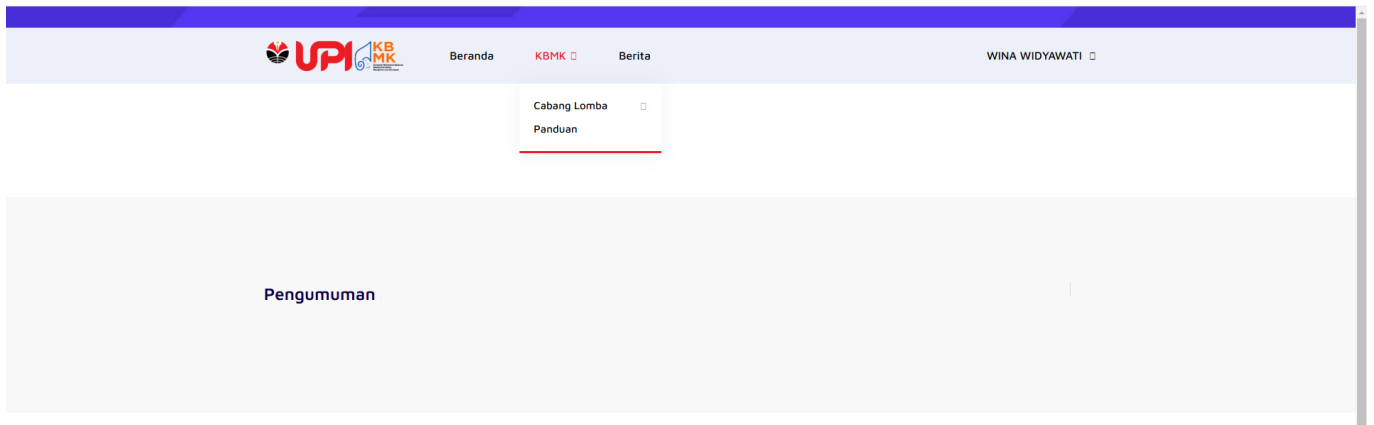 UPI KB
MK
Beranda KBMK Berita WINA WIDYAWATI
Cabang Lomba
Panduan
Pengumuman